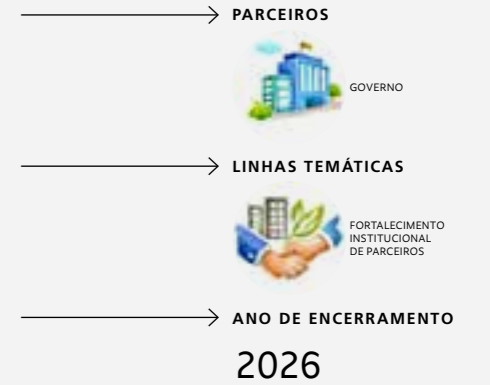 PARCEIROS
GOVERNO
LINHAS TEMÁTICAS
FORTALECIMENTO
INSTITUCIONAL
DE PARCEIROS
ANO DE ENCERRAMENTO
2026